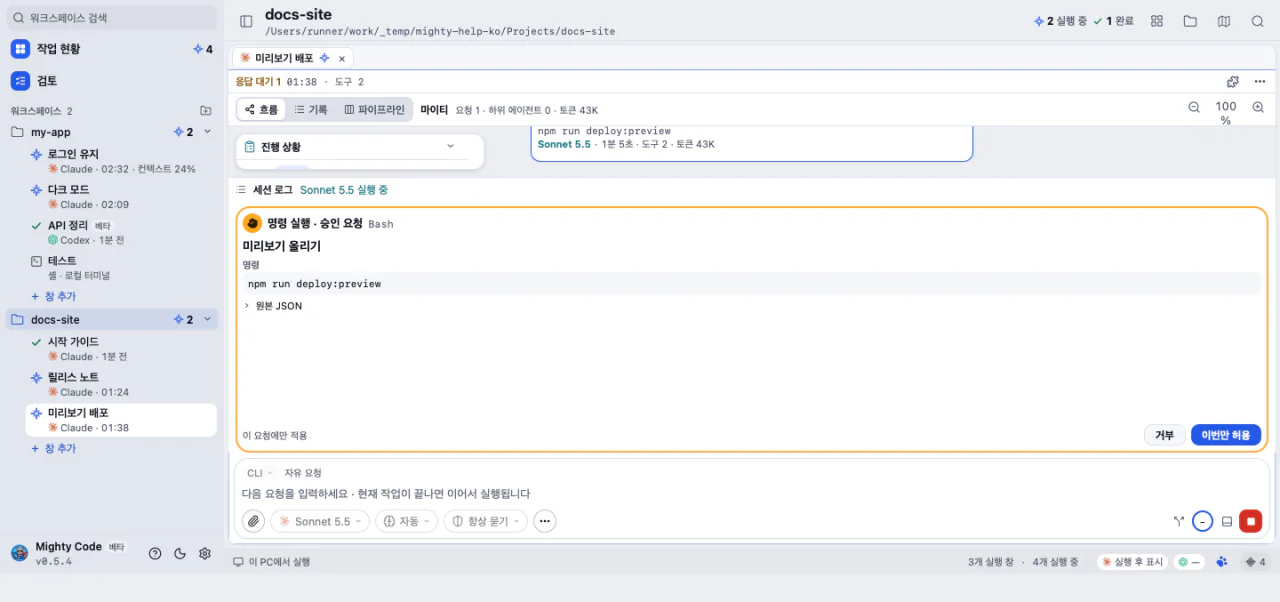 워크스페이스 검색
작업 현황 4
검토
워크스페이스 2
my-app 2
로그인 유지
Claude · 02:32 · 컨텍스트 24%
다크 모드
Claude · 02:09
API 정리 베타
Codex · 1분 전
테스트
셸 · 로컬 터미널
+ 창 추가
docs-site 2
시작 가이드
Claude · 1분 전
릴리스 노트
Claude · 01:24
미리보기 배포
Claude · 01:38
+ 창 추가
Mighty Code 베타
v0.5.4
docs-site
/Users/runner/work/_temp/mighty-help-ko/Projects/docs-site
2 실행 중 1 완료
미리보기 배포
응답 대기 1 01:38 · 도구 2
흐름 기록 파이프라인 마이티 요청 1 · 하위 에이전트 0 · 토큰 43K
100
%
진행 상황
npm run deploy:preview
Sonnet 5.5 · 1분 5초 · 도구 2 · 토큰 43K
세션 로그 Sonnet 5.5 실행 중
명령 실행 · 승인 요청 Bash
미리보기 올리기
명령
npm run deploy:preview
원본 JSON
이 요청에만 적용
거부 이번만 허용
CLI 자유 요청
다음 요청을 입력하세요 · 현재 작업이 끝나면 이어서 실행됩니다
Sonnet 5.5 자동 항상 묻기
이 PC에서 실행
3개 실행 창 · 4개 실행 중 실행 후 표시 — 4